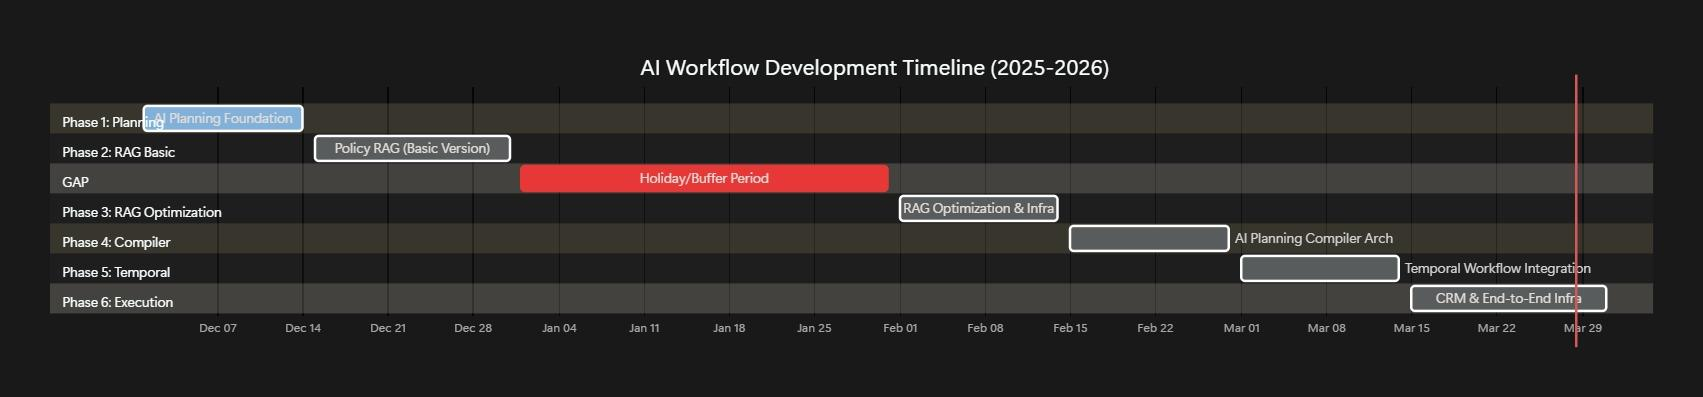 AI Workflow Development Timeline (2025-2026)
Phase 1: Planning
AI Planning Foundation
Phase 2: RAG Basic
Policy RAG (Basic Version)
GAP
Holiday/Buffer Period
Phase 3: RAG Optimization
RAG Optimization & Infra
Phase 4: Compiler
AI Planning Compiler Arch
Phase 5: Temporal
Temporal Workflow Integration
Phase 6: Execution
CRM & End-to-End Infra
Dec 07 Dec 14 Dec 21 Dec 28 Jan 04 Jan 11 Jan 18 Jan 25 Feb 01 Feb 08 Feb 15 Feb 22 Mar 01 Mar 08 Mar 15 Mar 22 Mar 29